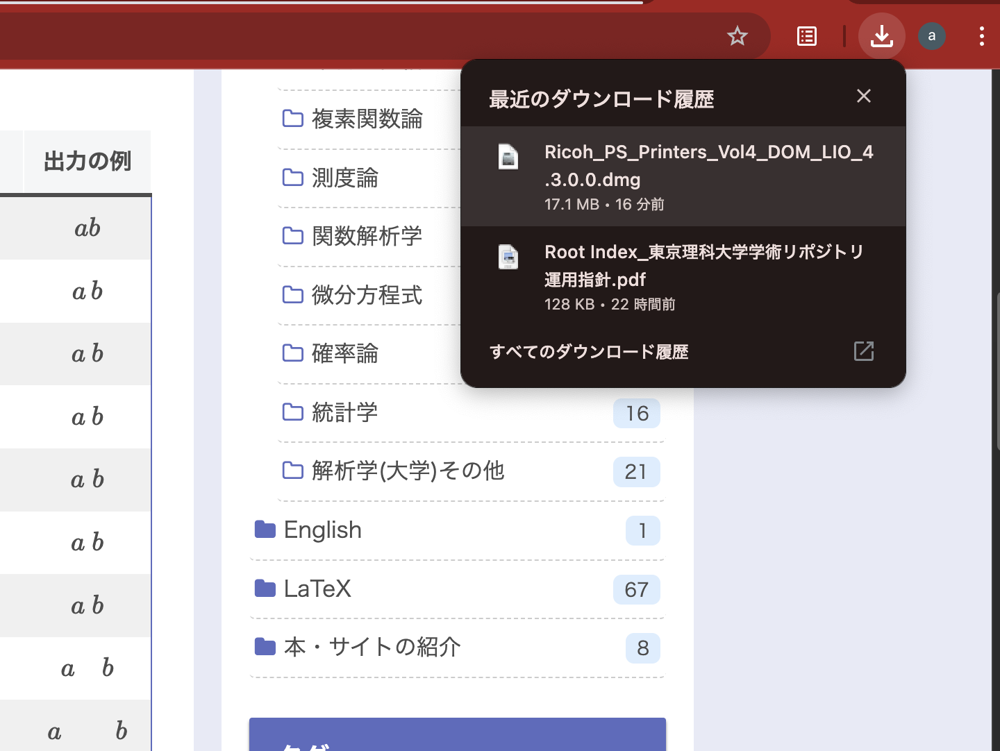 a
最近のダウンロード履歴
Ricoh_PS_Printers_Vol4_DOM_LIO_4
.3.0.0.dmg
17.1 MB • 16 分前
Root Index_東京理科大学学術リポジトリ
運用指針.pdf
128 KB • 22 時間前
すべてのダウンロード履歴
出力の例
ab
a b
a b
a b
a b
a b
a b
a b
a b
複素関数論
測度論
関数解析学
微分方程式
確率論
統計学 16
解析学(大学)その他 21
English 1
LaTeX 67
本・サイトの紹介 8
タグ